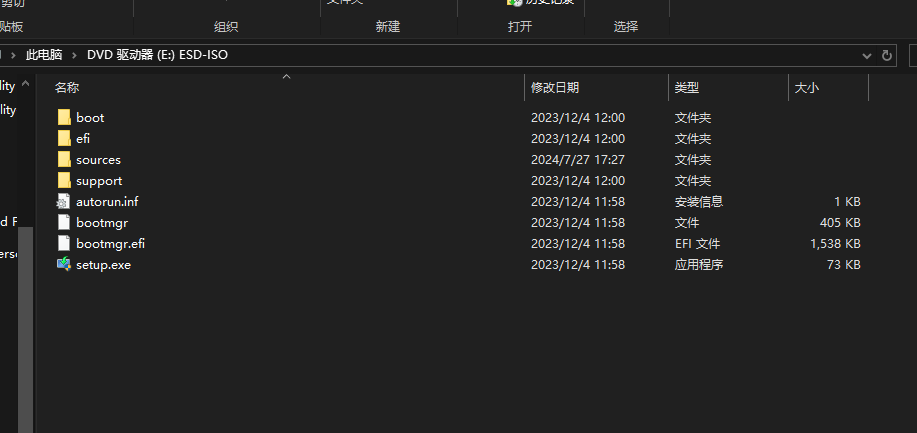 剪切
历史记录
贴板 组织 新建 打开 选择
此电脑 > DVD 驱动器 (E:) ESD-ISO
名称 修改日期 类型 大小
boot 2023/12/4 12:00 文件夹
efi 2023/12/4 12:00 文件夹
sources 2024/7/27 17:27 文件夹
support 2023/12/4 12:00 文件夹
autorun.inf 2023/12/4 11:58 安装信息 1 KB
bootmgr 2023/12/4 11:58 文件 405 KB
bootmgr.efi 2023/12/4 11:58 EFI 文件 1,538 KB
setup.exe 2023/12/4 11:58 应用程序 73 KB